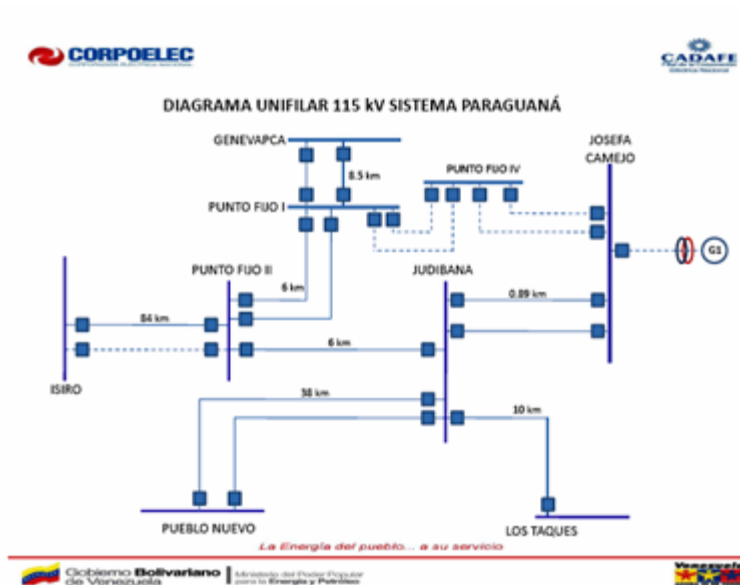 CORPOELEC
CADAFE
DIAGRAMA UNIFILAR 115 kV SISTEMA PARAGUANÁ
GENEVAPCA
JOSEFA
CAMEJO
8.5 km
PUNTO FIJO IV
PUNTO FIJO I
G1
PUNTO FIJO II
JUDIBANA
6 km
0.89 km
84 km
6 km
ISIRO
38 km
10 km
PUEBLO NUEVO
LOS TAQUES
La Energía del pueblo... a su servicio
Gobierno Bolivariano
de Venezuela
Ministerio del Poder Popular
para la Energía y Petróleo
Venezuela